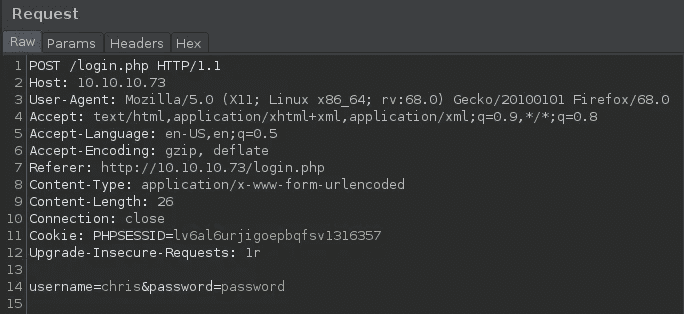 Request
Raw Params Headers Hex
1 POST /login.php HTTP/1.1
2 Host: 10.10.10.73
3 User-Agent: Mozilla/5.0 (X11; Linux x86_64; rv:68.0) Gecko/20100101 Firefox/68.0
4 Accept: text/html,application/xhtml+xml,application/xml;q=0.9,*/*;q=0.8
5 Accept-Language: en-US,en;q=0.5
6 Accept-Encoding: gzip, deflate
7 Referer: http://10.10.10.73/login.php
8 Content-Type: application/x-www-form-urlencoded
9 Content-Length: 26
10 Connection: close
11 Cookie: PHPSESSID=lv6al6urjigoepbqfsv1316357
12 Upgrade-Insecure-Requests: 1r
13
14 username=chris&password=password
15